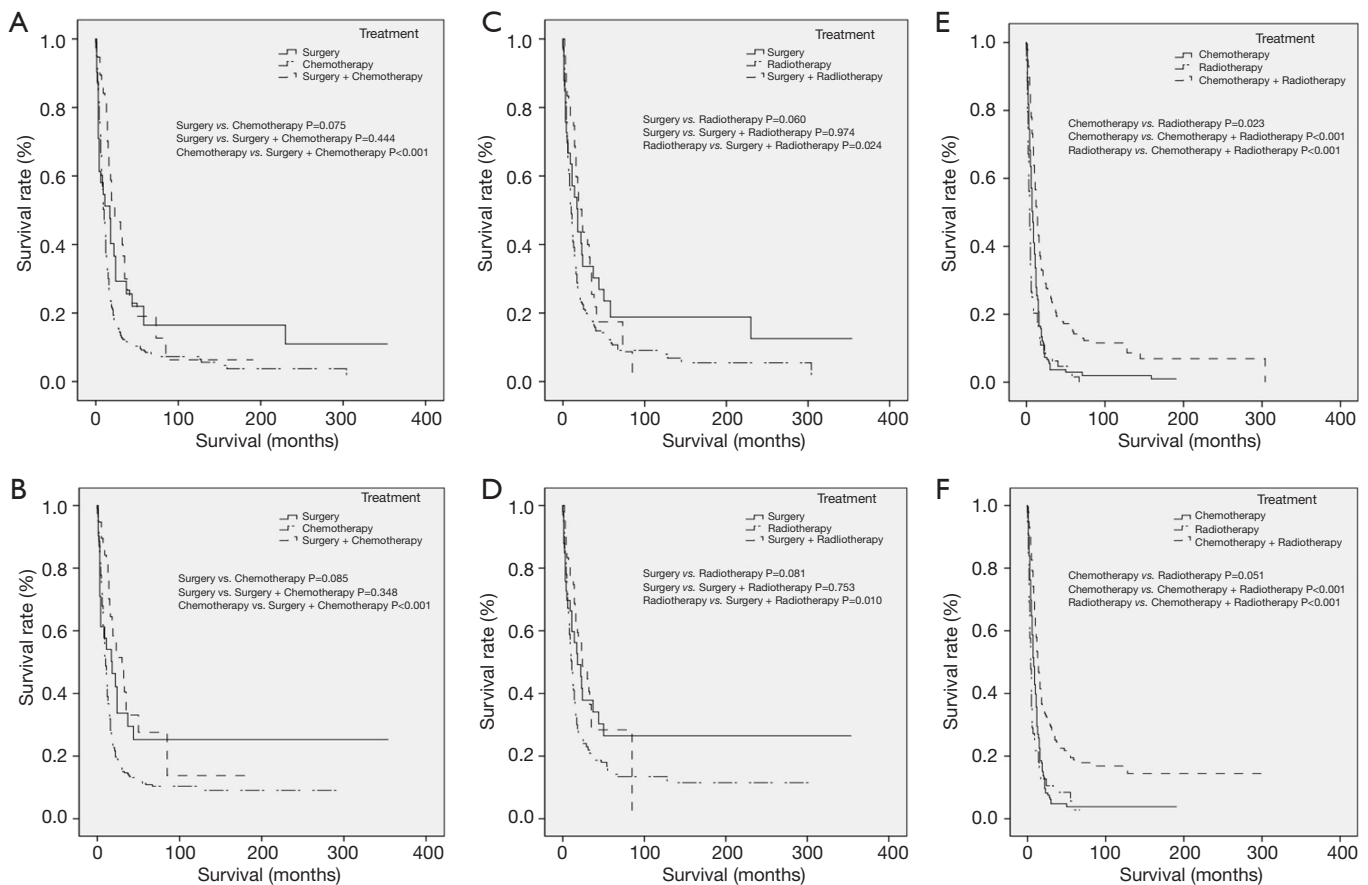 A
Treatment
Surgery
Chemotherapy
Surgery + Chemotherapy
Surgery vs. Chemotherapy P=0.075
Surgery vs. Surgery + Chemotherapy P=0.444
Chemotherapy vs. Surgery + Chemotherapy P<0.001
Survival rate (%)
1.0
0.8
0.6
0.4
0.2
0.0
0 100 200 300 400
Survival (months)
C
Treatment
Surgery
Radiotherapy
Surgery + Radliotherapy
Surgery vs. Radiotherapy P=0.060
Surgery vs. Surgery + Radiotherapy P=0.974
Radiotherapy vs. Surgery + Radiotherapy P=0.024
Survival rate (%)
1.0
0.8
0.6
0.4
0.2
0.0
0 100 200 300 400
Survival (months)
E
Treatment
Chemotherapy
Radiotherapy
Chemotherapy + Radiotherapy
Chemotherapy vs. Radiotherapy P=0.023
Chemotherapy vs. Chemotherapy + Radiotherapy P<0.001
Radiotherapy vs. Chemotherapy + Radiotherapy P<0.001
Survival rate (%)
1.0
0.8
0.6
0.4
0.2
0.0
0 100 200 300 400
Survival (months)
B
Treatment
Surgery
Chemotherapy
Surgery + Chemotherapy
Surgery vs. Chemotherapy P=0.085
Surgery vs. Surgery + Chemotherapy P=0.348
Chemotherapy vs. Surgery + Chemotherapy P<0.001
Survival rate (%)
1.0
0.8
0.6
0.4
0.2
0.0
0 100 200 300 400
Survival (months)
D
Treatment
Surgery
Radiotherapy
Surgery + Radliotherapy
Surgery vs. Radiotherapy P=0.081
Surgery vs. Surgery + Radiotherapy P=0.753
Radiotherapy vs. Surgery + Radiotherapy P=0.010
Survival rate (%)
1.0
0.8
0.6
0.4
0.2
0.0
0 100 200 300 400
Survival (months)
F
Treatment
Chemotherapy
Radiotherapy
Chemotherapy + Radiotherapy
Chemotherapy vs. Radiotherapy P=0.051
Chemotherapy vs. Chemotherapy + Radiotherapy P<0.001
Radiotherapy vs. Chemotherapy + Radiotherapy P<0.001
Survival rate (%)
1.0
0.8
0.6
0.4
0.2
0.0
0 100 200 300 400
Survival (months)